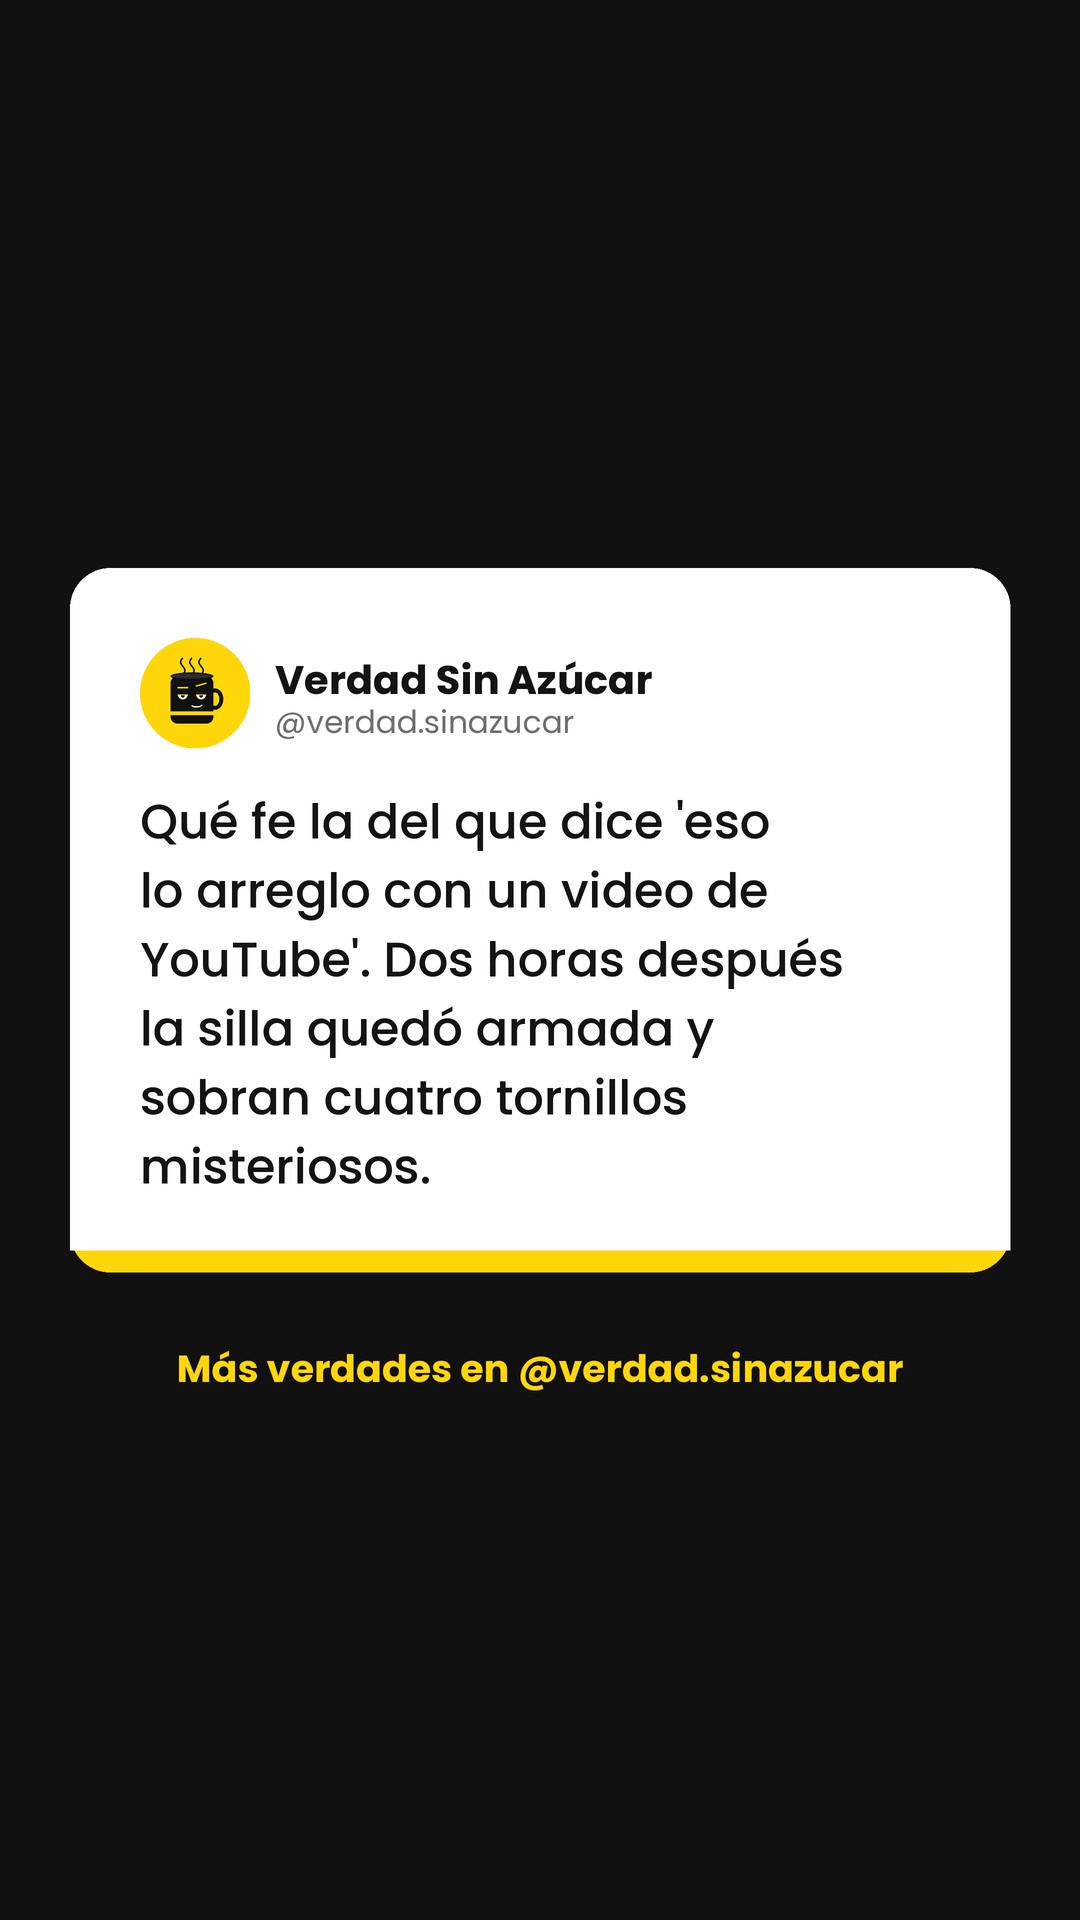 Verdad Sin Azúcar
@verdad.sinazucar
Qué fe la del que dice 'eso
lo arreglo con un video de
YouTube'. Dos horas después
la silla quedó armada y
sobran cuatro tornillos
misteriosos.
Más verdades en @verdad.sinazucar